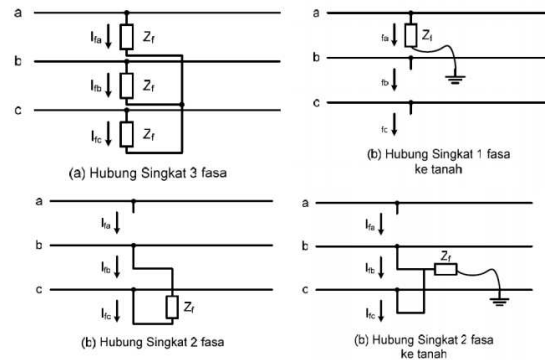 a
I_fa Z_f
b
I_fb Z_f
c
I_fc Z_f
(a) Hubung Singkat 3 fasa
a
fa Z_f
b
fb
c
fc
(b) Hubung Singkat 1 fasa
ke tanah
a
I_fa
b
I_fb
c
I_fc Z_f
(b) Hubung Singkat 2 fasa
a
I_fa
b
I_fb Z_f
c
I_fc
(b) Hubung Singkat 2 fasa
ke tanah